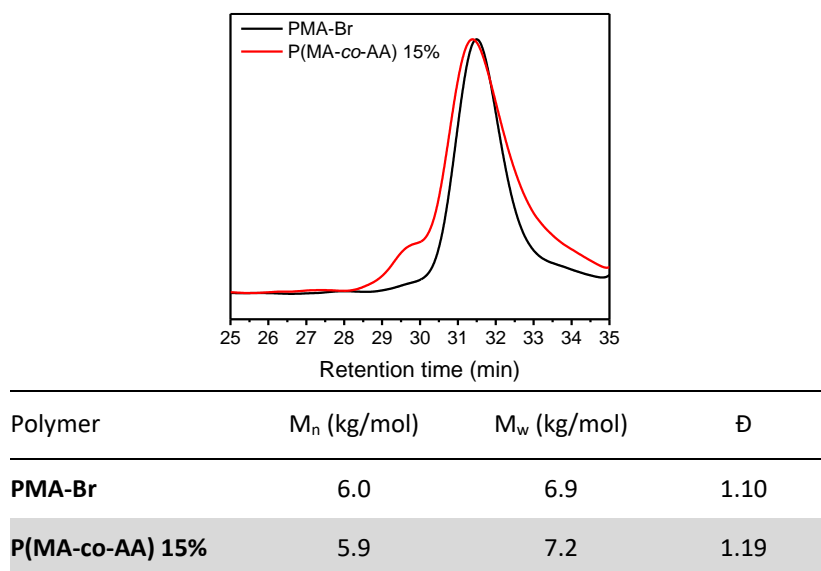 PMA-Br
P(MA-co-AA) 15%
25 26 27 28 29 30 31 32 33 34 35
Retention time (min)
Polymer Mn (kg/mol) Mw (kg/mol) Đ
PMA-Br 6.0 6.9 1.10
P(MA-co-AA) 15% 5.9 7.2 1.19